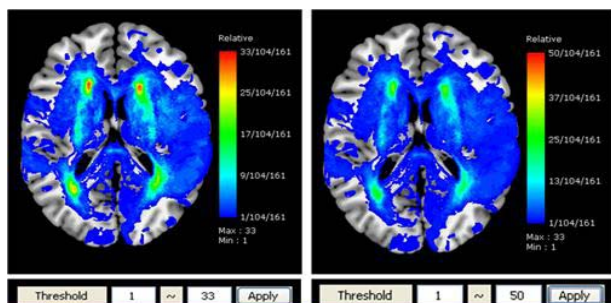 Relative
33/104/161
25/104/161
17/104/161
9/104/161
1/104/161
Max : 33
Min : 1
Threshold 1 ~ 33 Apply
Relative
50/104/161
37/104/161
25/104/161
13/104/161
1/104/161
Max : 33
Min : 1
Threshold 1 ~ 50 Apply